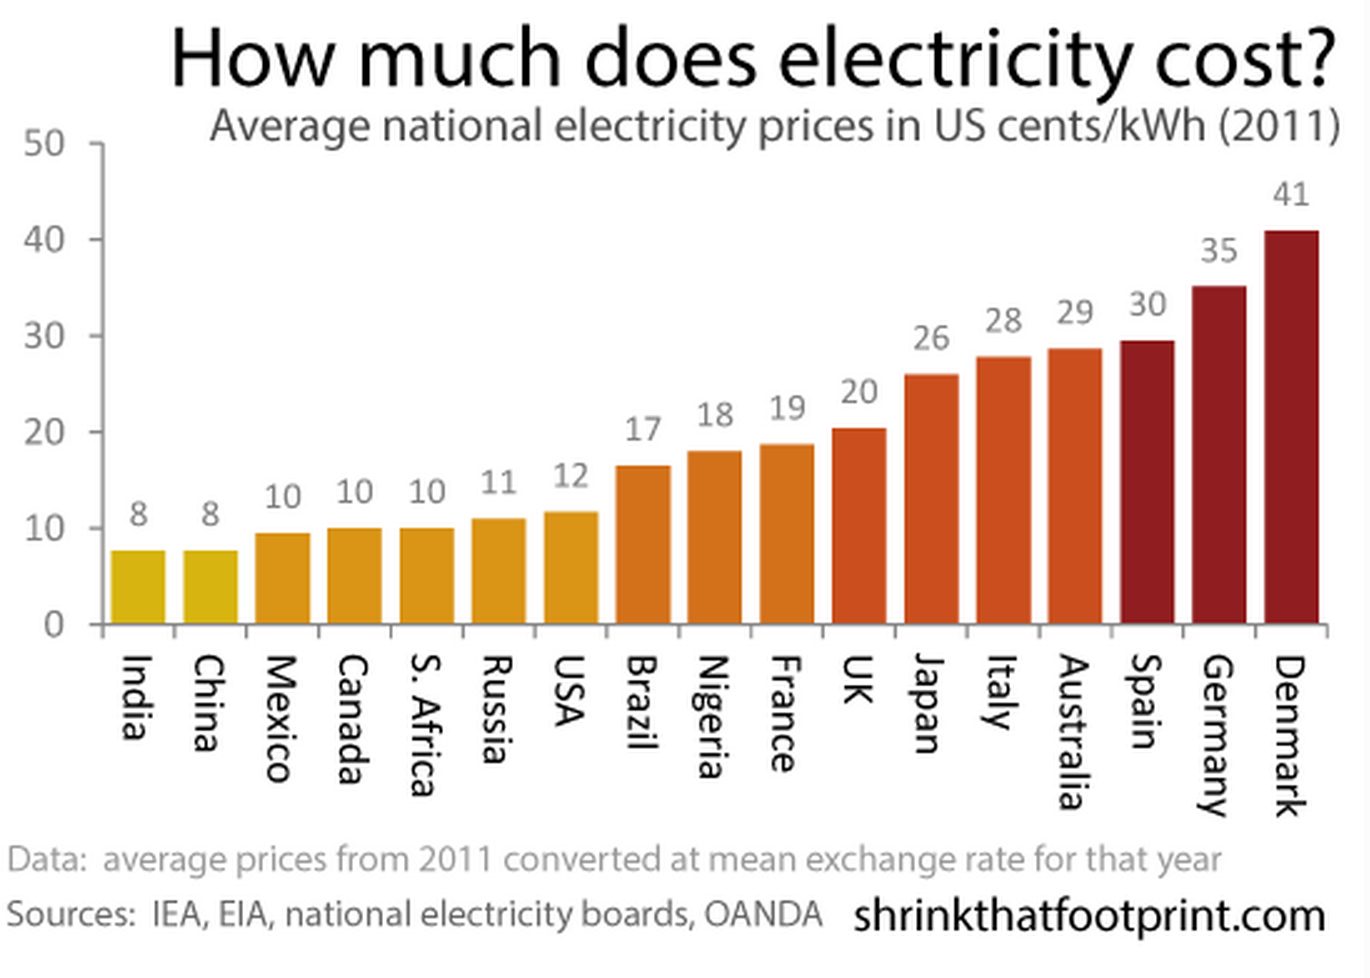 How much does electricity cost?
Average national electricity prices in US cents/kWh (2011)
50
40
30
20
10
0
8
8
10
10
10
11
12
17
18
19
20
26
28
29
30
35
41
India
China
Mexico
Canada
S. Africa
Russia
USA
Brazil
Nigeria
France
UK
Japan
Italy
Australia
Spain
Germany
Denmark
Data: average prices from 2011 converted at mean exchange rate for that year
Sources: IEA, EIA, national electricity boards, OANDA shrinkthatfootprint.com